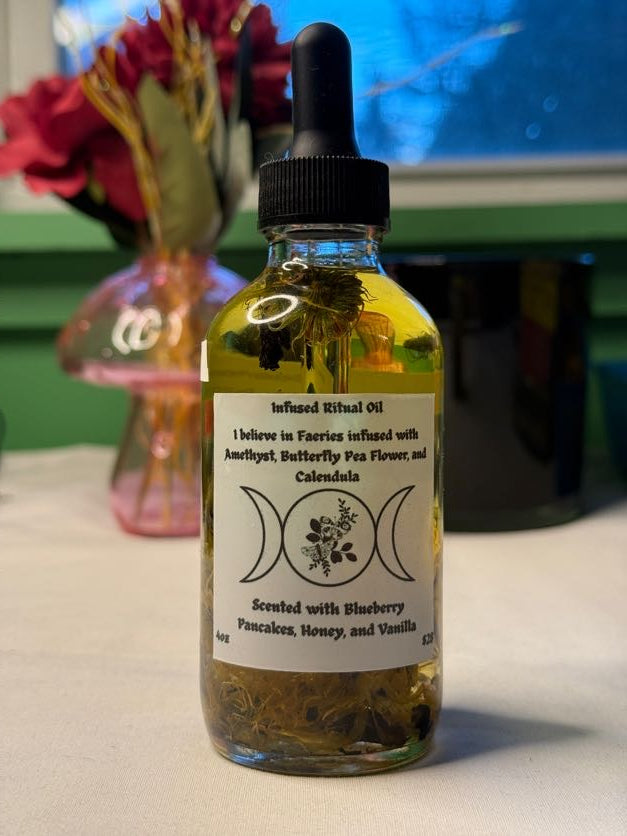 Infused Ritual Oil
I believe in Faeries infused with
Amethyst, Butterfly Pea Flower, and
Calendula
Scented with Blueberry
Pancakes, Honey, and Vanilla
4oz